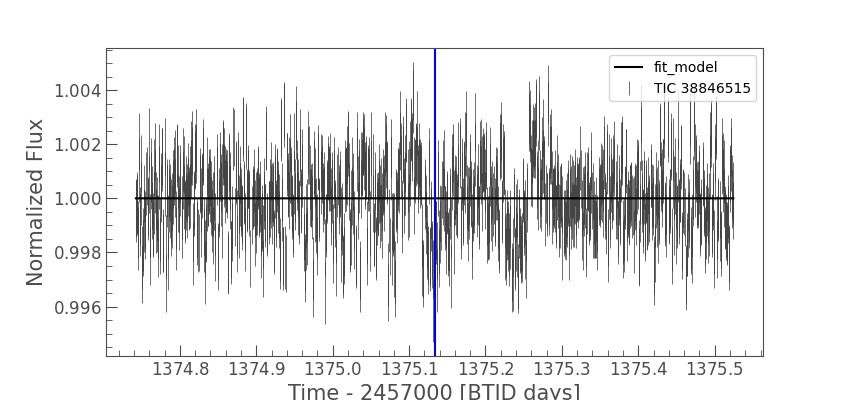 fit_model
TIC 38846515
1.004
1.002
1.000
0.998
0.996
Normalized Flux
1374.8 1374.9 1375.0 1375.1 1375.2 1375.3 1375.4 1375.5
Time - 2457000 [BTJD days]